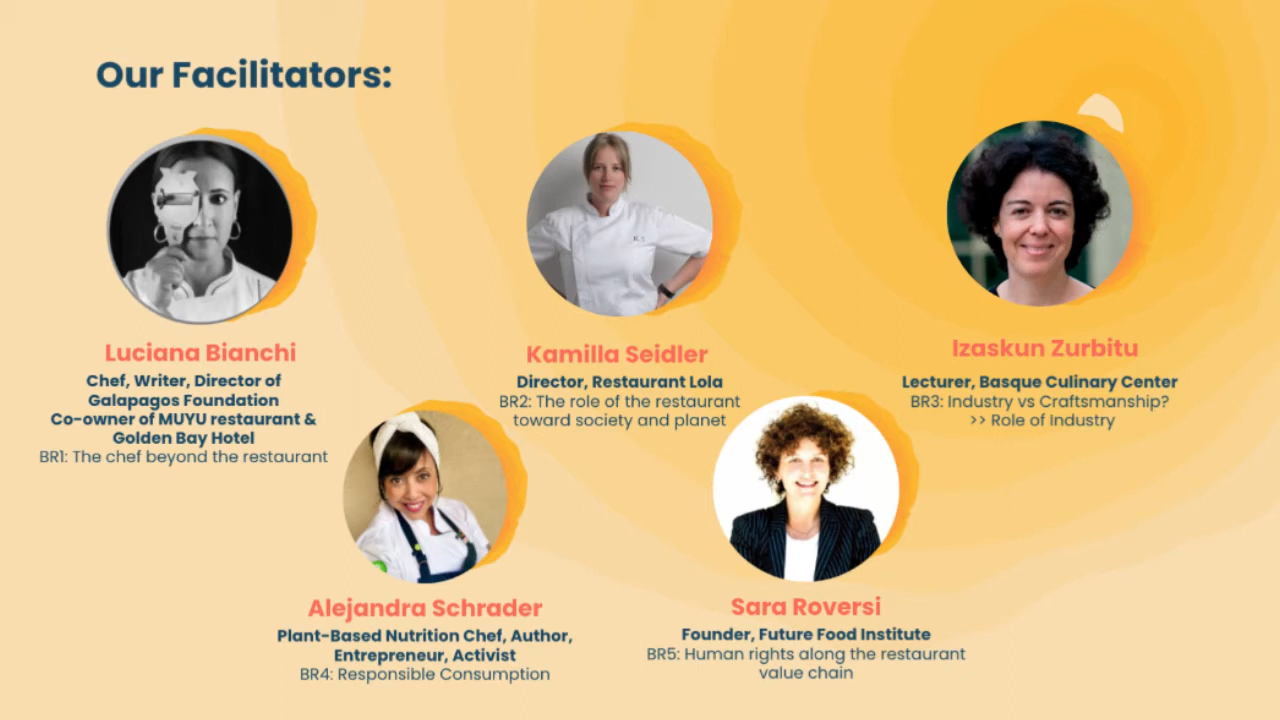 Our Facilitators:
Luciana Bianchi
Chef, Writer, Director of
Galapagos Foundation
Co-owner of MUYU restaurant &
Golden Bay Hotel
BR1: The chef beyond the restaurant
Kamilla Seidler
Director, Restaurant Lola
BR2: The role of the restaurant
toward society and planet
Izaskun Zurbitu
Lecturer, Basque Culinary Center
BR3: Industry vs Craftsmanship?
>> Role of Industry
Alejandra Schrader
Plant-Based Nutrition Chef, Author,
Entrepreneur, Activist
BR4: Responsible Consumption
Sara Roversi
Founder, Future Food Institute
BR5: Human rights along the restaurant
value chain